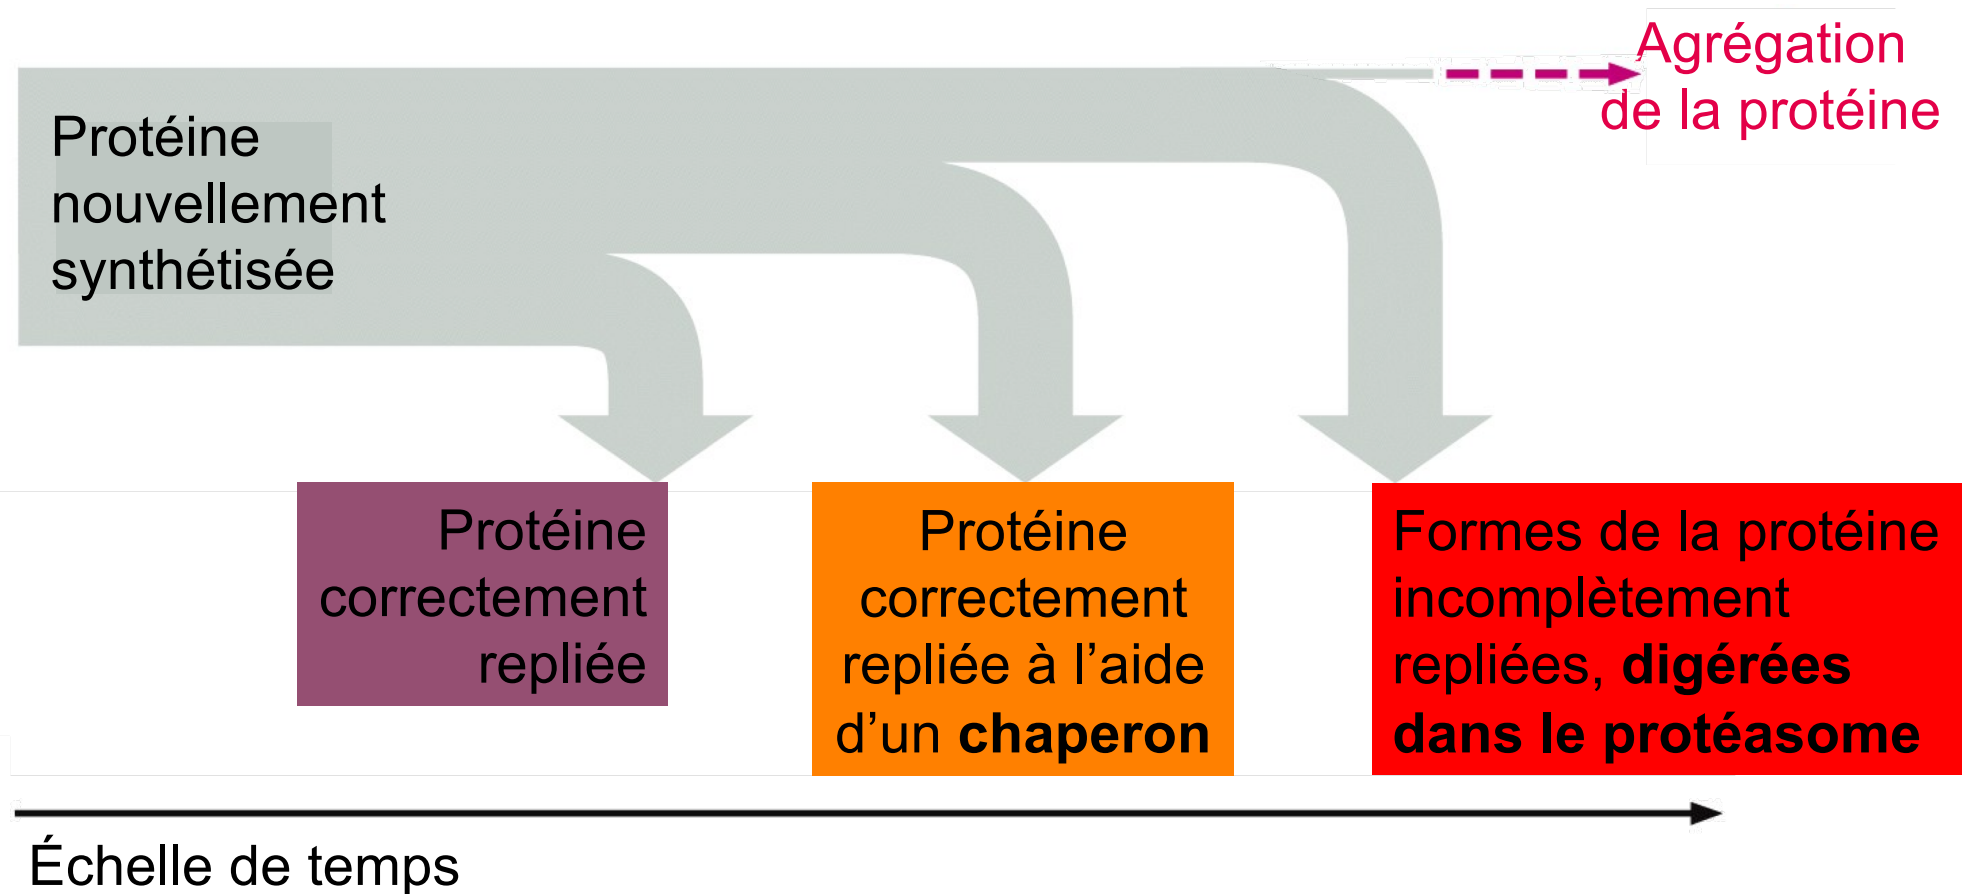 Agrégation
de la protéine
Protéine
nouvellement
synthétisée
Protéine
correctement
repliée
Protéine
correctement
repliée à l’aide
d’un chaperon
Formes de la protéine
incomplètement
repliées, digérées
dans le protéasome
Échelle de temps